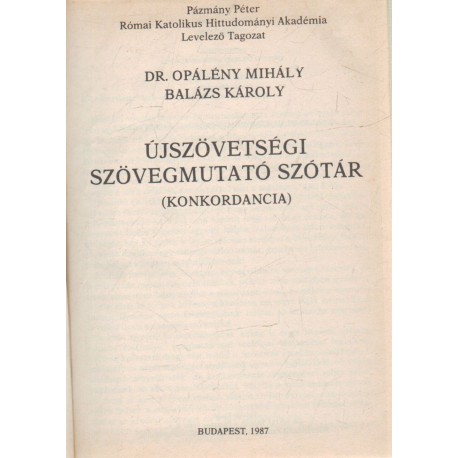 Pázmány Péter
Római Katolikus Hittudományi Akadémia
Levelező Tagozat
DR. OPÁLÉNY MIHÁLY
BALÁZS KÁROLY
ÚJSZÖVETSÉGI
SZÖVEGMUTATÓ SZÓTÁR
(KONKORDANCIA)
BUDAPEST, 1987